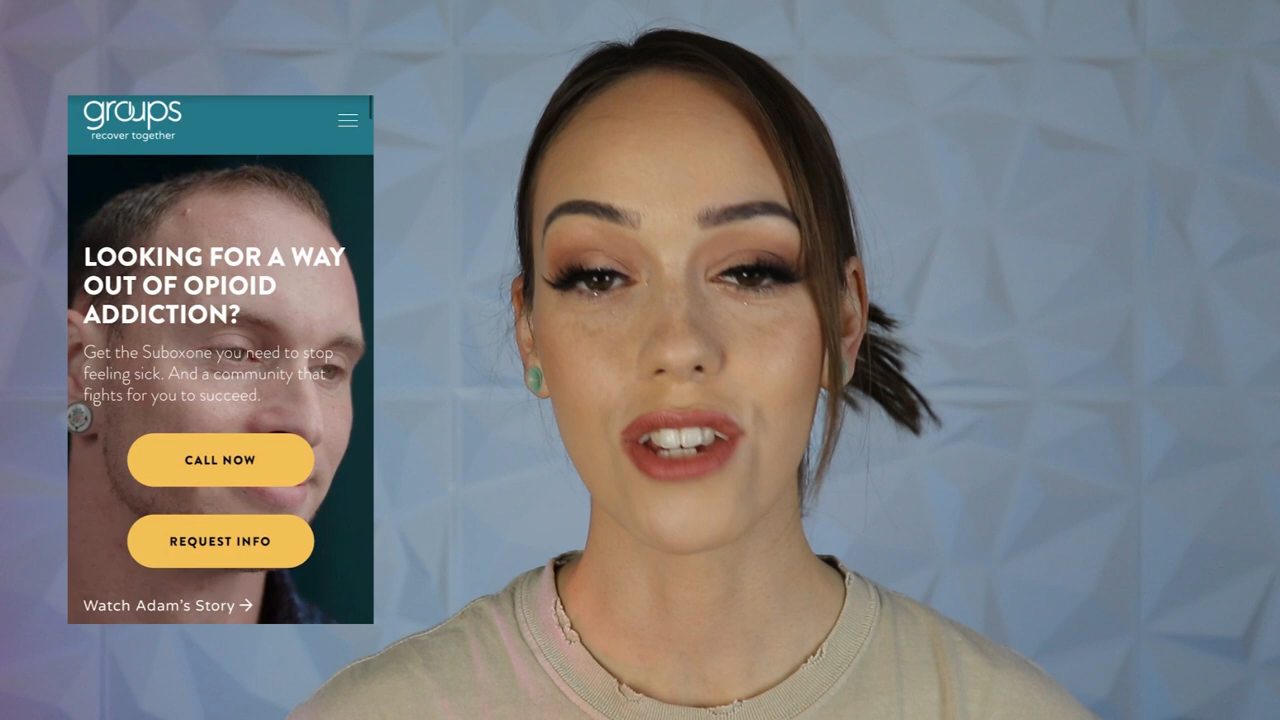 groups
recover together
LOOKING FOR A WAY
OUT OF OPIOID
ADDICTION?
Get the Suboxone you need to stop
feeling sick. And a community that
fights for you to succeed.
CALL NOW
REQUEST INFO
Watch Adam's Story →